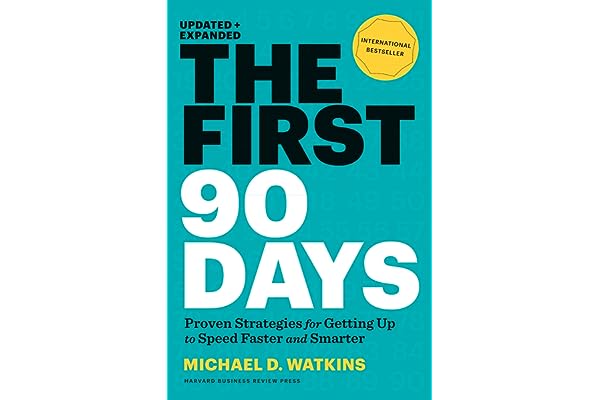 UPDATED +
EXPANDED
INTERNATIONAL
BESTSELLER
THE
FIRST
90
DAYS
Proven Strategies for Getting Up
to Speed Faster and Smarter
MICHAEL D. WATKINS
HARVARD BUSINESS REVIEW PRESS